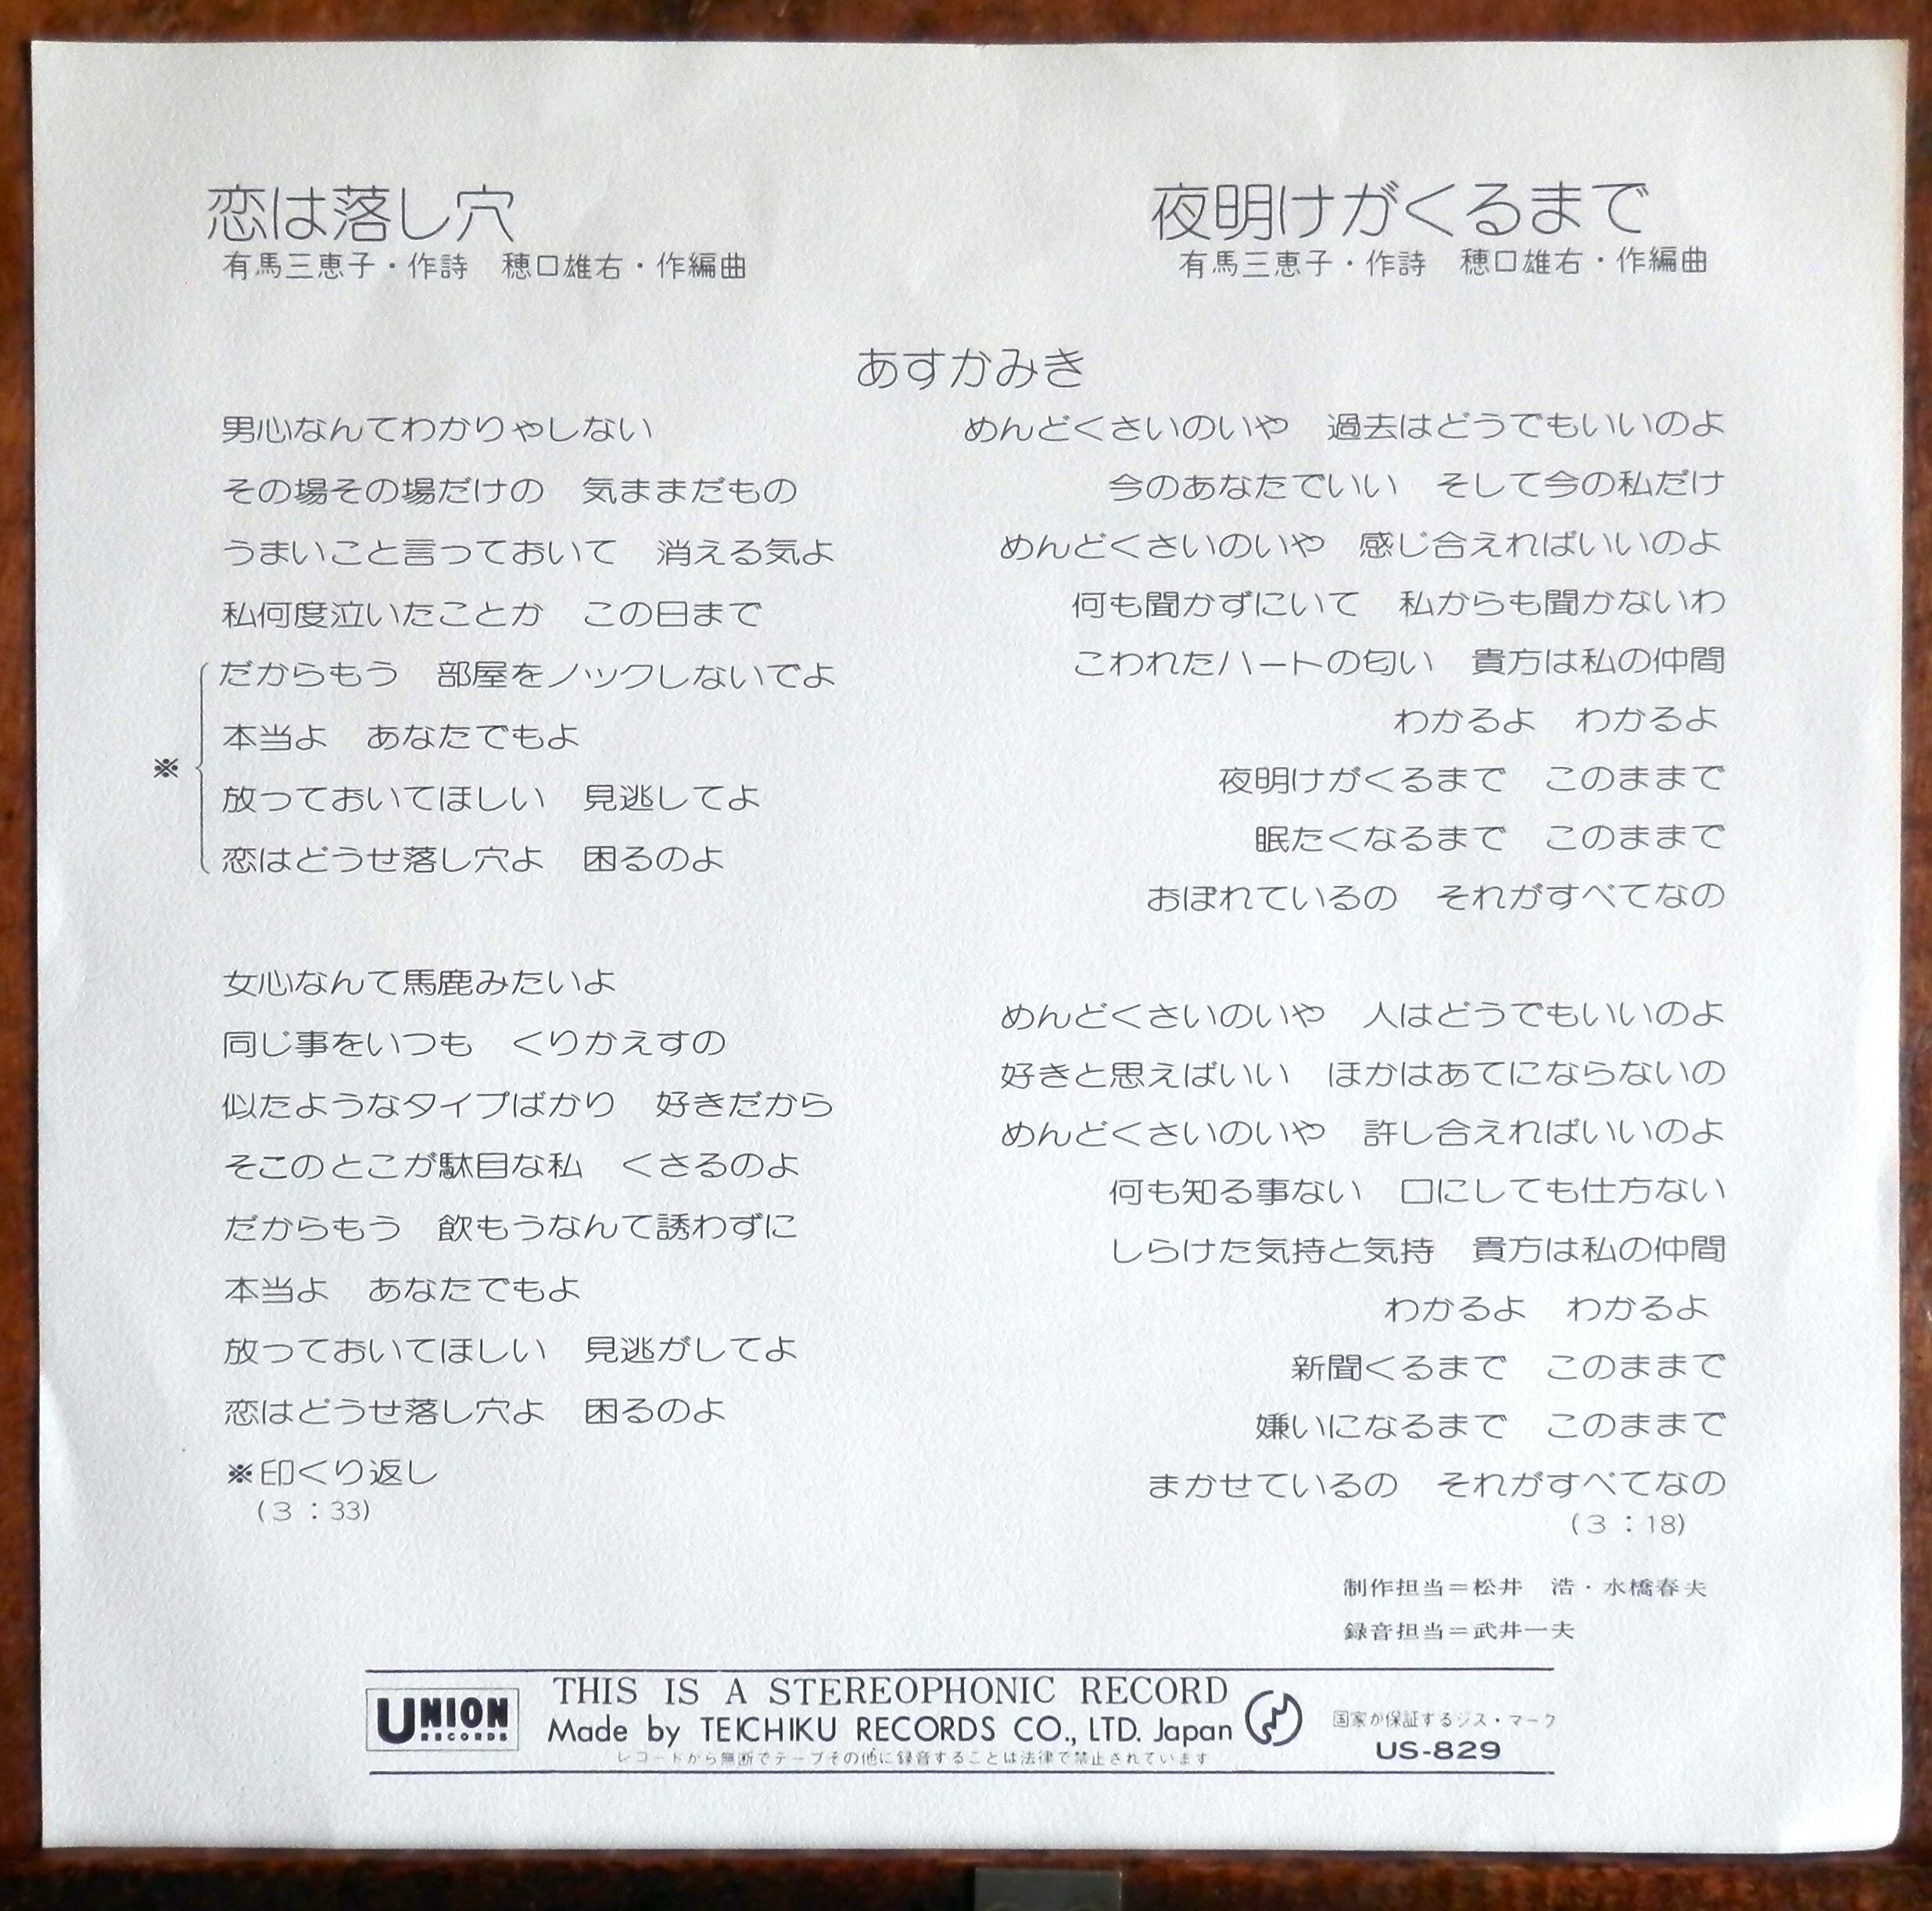 恋は落し穴
有馬三恵子・作詩　穂口雄右・作編曲
夜明けがくるまで
有馬三恵子・作詩　穂口雄右・作編曲
あすかみき
男心なんてわかりゃしない
その場その場だけの　気ままだもの
うまいこと言っておいて　消える気よ
私何度泣いたことか　この日まで
※
だからもう　部屋をノックしないでよ
本当よ　あなたでもよ
放っておいてほしい　見逃してよ
恋はどうせ落し穴よ　困るのよ
女心なんて馬鹿みたいよ
同じ事をいつも　くりかえすの
似たようなタイプばかり　好きだから
そこのとこが駄目な私　くさるのよ
だからもう　飲もうなんて誘わずに
本当よ　あなたでもよ
放っておいてほしい　見逃がしてよ
恋はどうせ落し穴よ　困るのよ
※印くり返し
(3:33)
めんどくさいのいや　過去はどうでもいいのよ
今のあなたでいい　そして今の私だけ
めんどくさいのいや　感じ合えればいいのよ
何も聞かずにいて　私からも聞かないわ
こわれたハートの匂い　貴方は私の仲間
わかるよ　わかるよ
夜明けがくるまで　このままで
眠たくなるまで　このままで
おぼれているの　それがすべてなの
めんどくさいのいや　人はどうでもいいのよ
好きと思えばいい　ほかはあてにならないの
めんどくさいのいや　許し合えればいいのよ
何も知る事ない　口にしても仕方ない
しらけた気持と気持　貴方は私の仲間
わかるよ　わかるよ
新聞くるまで　このままで
嫌いになるまで　このままで
まかせているの　それがすべてなの
(3:18)
制作担当＝松井　浩・水橋春夫
録音担当＝武井一夫
UNION RECORDS
THIS IS A STEREOPHONIC RECORD
Made by TEICHIKU RECORDS CO., LTD. Japan
レコードから無断でテープその他に録音することは法律で禁止されています
国家が保証するジス・マーク
US-829